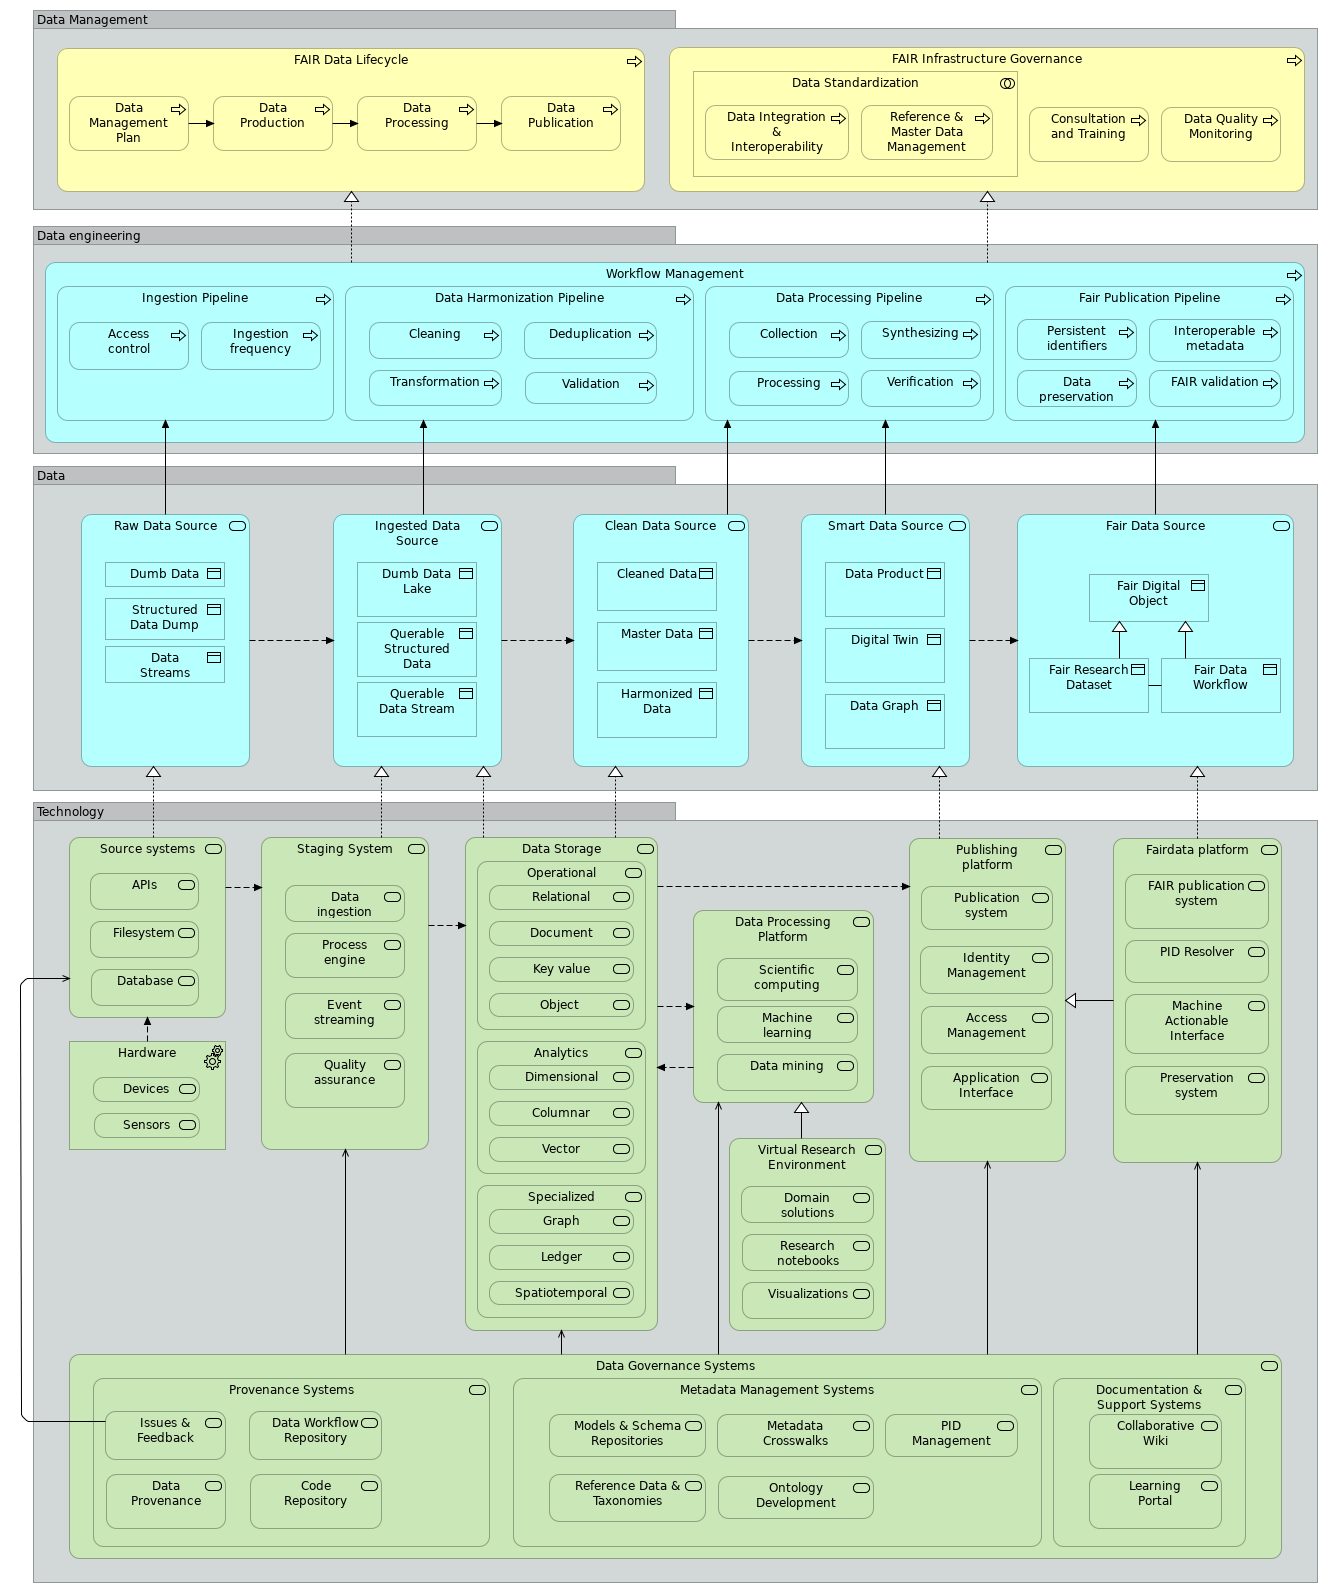 Data Management
FAIR Data Lifecycle
Data
Management
Plan
Data
Production
Data
Processing
Data
Publication
FAIR Infrastructure Governance
Data Standardization
Data Integration
&
Interoperability
Reference &
Master Data
Management
Consultation
and Training
Data Quality
Monitoring
Data engineering
Workflow Management
Ingestion Pipeline
Access
control
Ingestion
frequency
Data Harmonization Pipeline
Cleaning
Deduplication
Transformation
Validation
Data Processing Pipeline
Collection
Synthesizing
Processing
Verification
Fair Publication Pipeline
Persistent
identifiers
Interoperable
metadata
Data
preservation
FAIR validation
Data
Raw Data Source
Dumb Data
Structured
Data Dump
Data
Streams
Ingested Data
Source
Dumb Data
Lake
Querable
Structured
Data
Querable
Data Stream
Clean Data Source
Cleaned Data
Master Data
Harmonized
Data
Smart Data Source
Data Product
Digital Twin
Data Graph
Fair Data Source
Fair Digital
Object
Fair Research
Dataset
Fair Data
Workflow
Technology
Source systems
APIs
Filesystem
Database
Hardware
Devices
Sensors
Staging System
Data
ingestion
Process
engine
Event
streaming
Quality
assurance
Data Storage
Operational
Relational
Document
Key value
Object
Analytics
Dimensional
Columnar
Vector
Specialized
Graph
Ledger
Spatiotemporal
Data Processing
Platform
Scientific
computing
Machine
learning
Data mining
Virtual Research
Environment
Domain
solutions
Research
notebooks
Visualizations
Publishing
platform
Publication
system
Identity
Management
Access
Management
Application
Interface
Fairdata platform
FAIR publication
system
PID Resolver
Machine
Actionable
Interface
Preservation
system
Data Governance Systems
Provenance Systems
Issues &
Feedback
Data Workflow
Repository
Data
Provenance
Code
Repository
Metadata Management Systems
Models & Schema
Repositories
Metadata
Crosswalks
PID
Management
Reference Data &
Taxonomies
Ontology
Development
Documentation &
Support Systems
Collaborative
Wiki
Learning
Portal